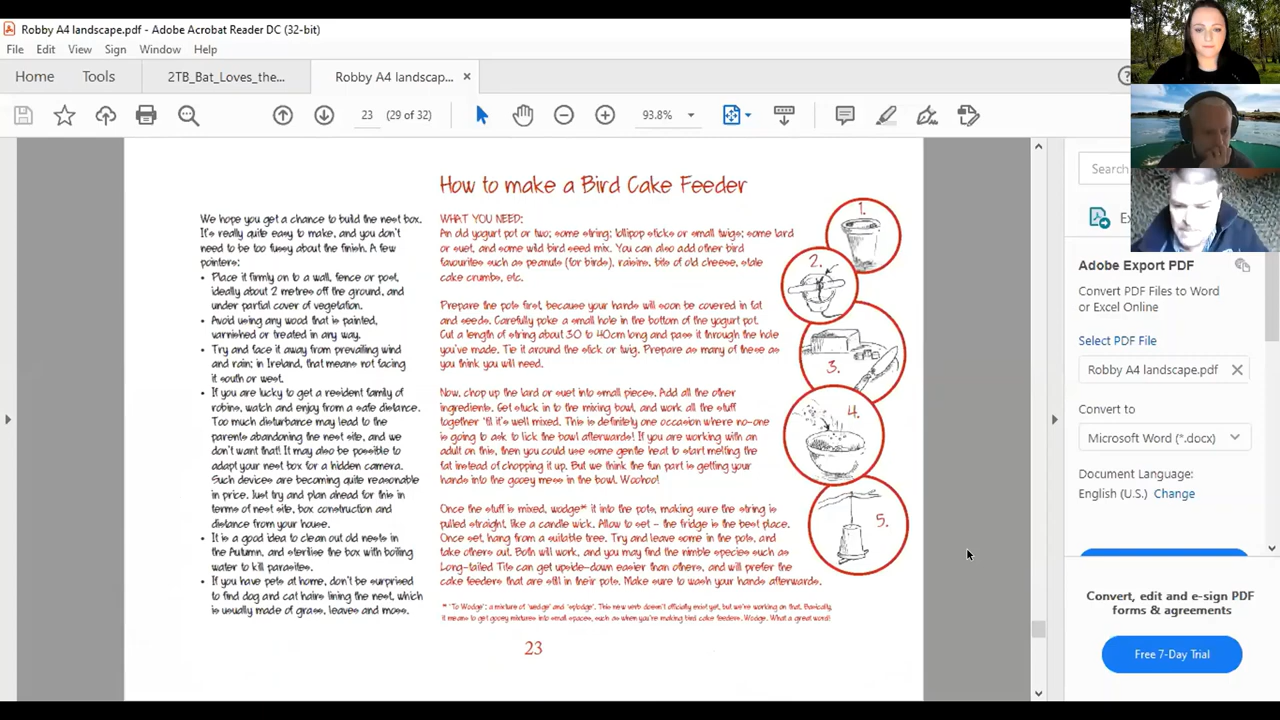 Robby A4 landscape.pdf - Adobe Acrobat Reader DC (32-bit)
File Edit View Sign Window Help
Home Tools 2TB_Bat_Loves_the... Robby A4 landscap... ×
23 (29 of 32) 93.8%
How to make a Bird Cake Feeder
We hope you get a chance to build the nest box.
It's really quite easy to make, and you don't
need to be too fussy about the finish. A few
pointers:
• Place it firmly on to a wall, fence or post,
ideally about 2 metres off the ground, and
under partial cover of vegetation.
• Avoid using any wood that is painted,
varnished or treated in any way.
• Try and face it away from prevailing wind
and rain; in Ireland, that means not facing
it south or west.
• If you are lucky to get a resident family of
robins, watch and enjoy from a safe distance.
Too much disturbance may lead to the
parents abandoning the nest site, and we
don't want that! It may also be possible to
adapt your nest box for a hidden camera.
Such devices are becoming quite reasonable
in price. Just try and plan ahead for this in
terms of nest site, box construction and
distance from your house.
• It is a good idea to clean out old nests in
the Autumn, and sterilise the box with boiling
water to kill parasites.
• If you have pets at home, don't be surprised
to find dog and cat hairs lining the nest, which
is usually made of grass, leaves and moss.
WHAT YOU NEED:
An old yogurt pot or two; some string; lollipop sticks or small twigs; some lard
or suet, and some wild bird seed mix. You can also add other bird
favourites such as peanuts (for birds), raisins, bits of old cheese, stale
cake crumbs, etc.
Prepare the pots first, because your hands will soon be covered in fat
and seeds. Carefully poke a small hole in the bottom of the yogurt pot.
Cut a length of string about 30 to 40cm long and pass it through the hole
you've made. Tie it around the stick or twig. Prepare as many of these as
you think you will need.
Now, chop up the lard or suet into small pieces. Add all the other
ingredients. Get stuck in to the mixing bowl, and work all the stuff
together 'til it's well mixed. This is definitely one occasion where no-one
is going to ask to lick the bowl afterwards! If you are working with an
adult on this, then you could use some gentle heat to start melting the
fat instead of chopping it up. But we think the fun part is getting your
hands into the gooey mess in the bowl. Woohoo!
Once the stuff is mixed, wodge* it into the pots, making sure the string is
pulled straight, like a candle wick. Allow to set - the fridge is the best place.
Once set, hang from a suitable tree. Try and leave some in the pots, and
take others out. Both will work, and you may find the nimble species such as
Long-tailed Tits can get upside-down easier than others, and will prefer the
cake feeders that are still in their pots. Make sure to wash your hands afterwards.
1.
2.
3.
4.
5.
23
Search
Adobe Export PDF
Convert PDF Files to Word
or Excel Online
Select PDF File
Robby A4 landscape.pdf ×
Convert to
Microsoft Word (*.docx)
Document Language:
English (U.S.) Change
Convert, edit and e-sign PDF
forms & agreements
Free 7-Day Trial